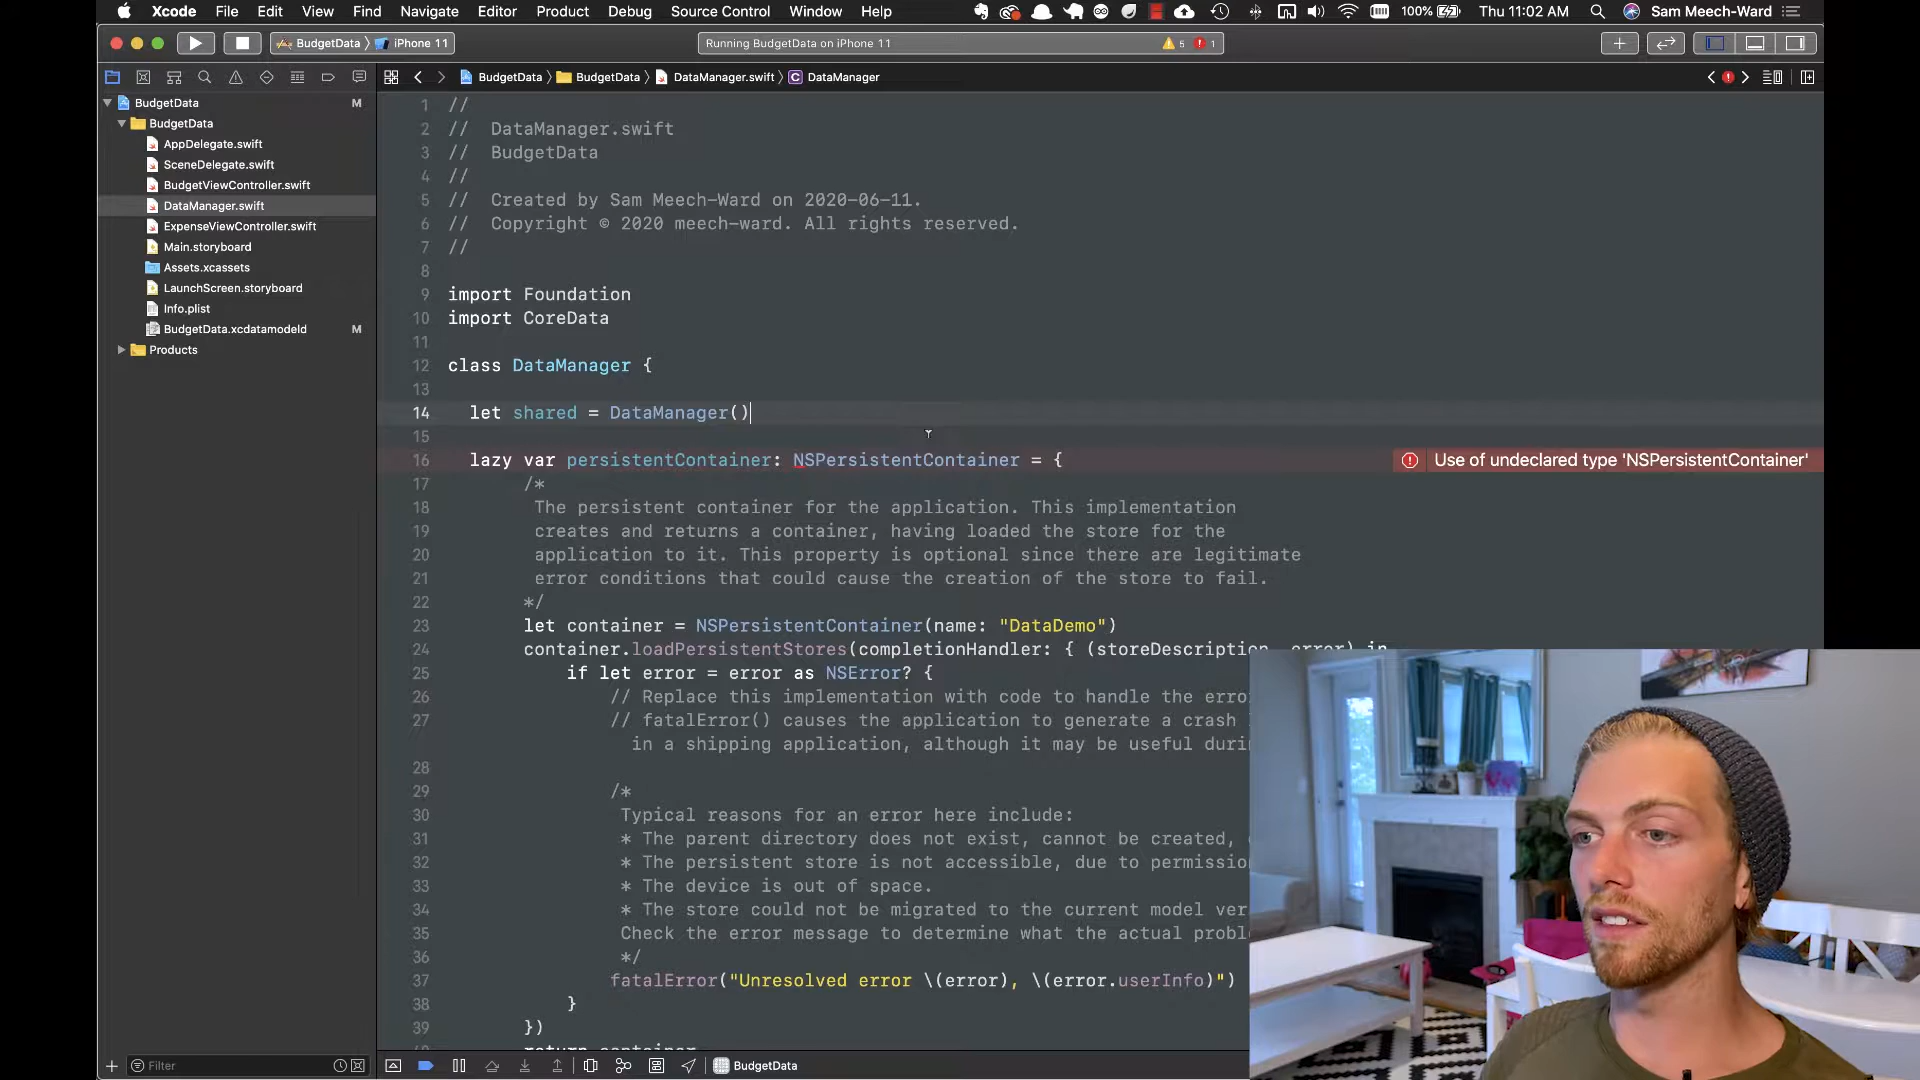 Xcode File Edit View Find Navigate Editor Product Debug Source Control Window Help 100% Thu 11:02 AM Sam Meech-Ward
BudgetData iPhone 11 Running BudgetData on iPhone 11 5 1
BudgetData BudgetData DataManager.swift C DataManager
BudgetData M
BudgetData
AppDelegate.swift
SceneDelegate.swift
BudgetViewController.swift
DataManager.swift
ExpenseViewController.swift
Main.storyboard
Assets.xcassets
LaunchScreen.storyboard
Info.plist
BudgetData.xcdatamodeld M
Products
Filter
1 //
2 // DataManager.swift
3 // BudgetData
4 //
5 // Created by Sam Meech-Ward on 2020-06-11.
6 // Copyright © 2020 meech-ward. All rights reserved.
7 //
8
9 import Foundation
10 import CoreData
11
12 class DataManager {
13
14 let shared = DataManager()
15
16 lazy var persistentContainer: NSPersistentContainer = { Use of undeclared type 'NSPersistentContainer'
17 /*
18 The persistent container for the application. This implementation
19 creates and returns a container, having loaded the store for the
20 application to it. This property is optional since there are legitimate
21 error conditions that could cause the creation of the store to fail.
22 */
23 let container = NSPersistentContainer(name: "DataDemo")
24 container.loadPersistentStores(completionHandler: { (storeDescription, error) in
25 if let error = error as NSError? {
26 // Replace this implementation with code to handle the erro
27 // fatalError() causes the application to generate a crash
in a shipping application, although it may be useful duri
28
29 /*
30 Typical reasons for an error here include:
31 * The parent directory does not exist, cannot be created,
32 * The persistent store is not accessible, due to permissio
33 * The device is out of space.
34 * The store could not be migrated to the current model ver
35 Check the error message to determine what the actual probl
36 */
37 fatalError("Unresolved error \(error), \(error.userInfo)")
38 }
39 })
return container
BudgetData